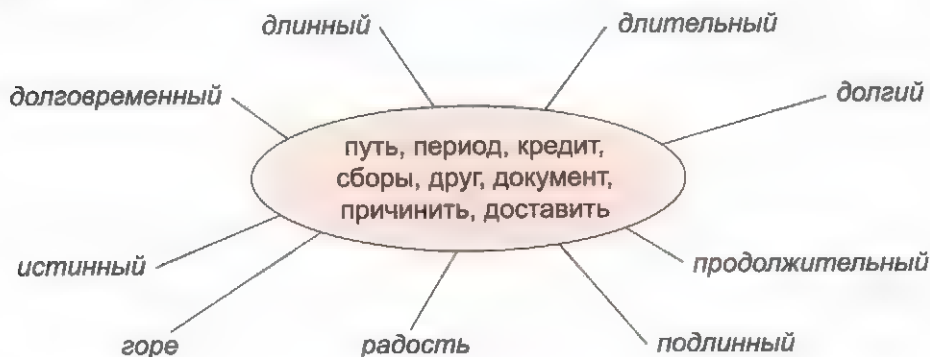 длинный
длительный
долговременный
долгий
путь, период, кредит,
сборы, друг, документ,
причинить, доставить
истинный
продолжительный
горе
радость
подлинный